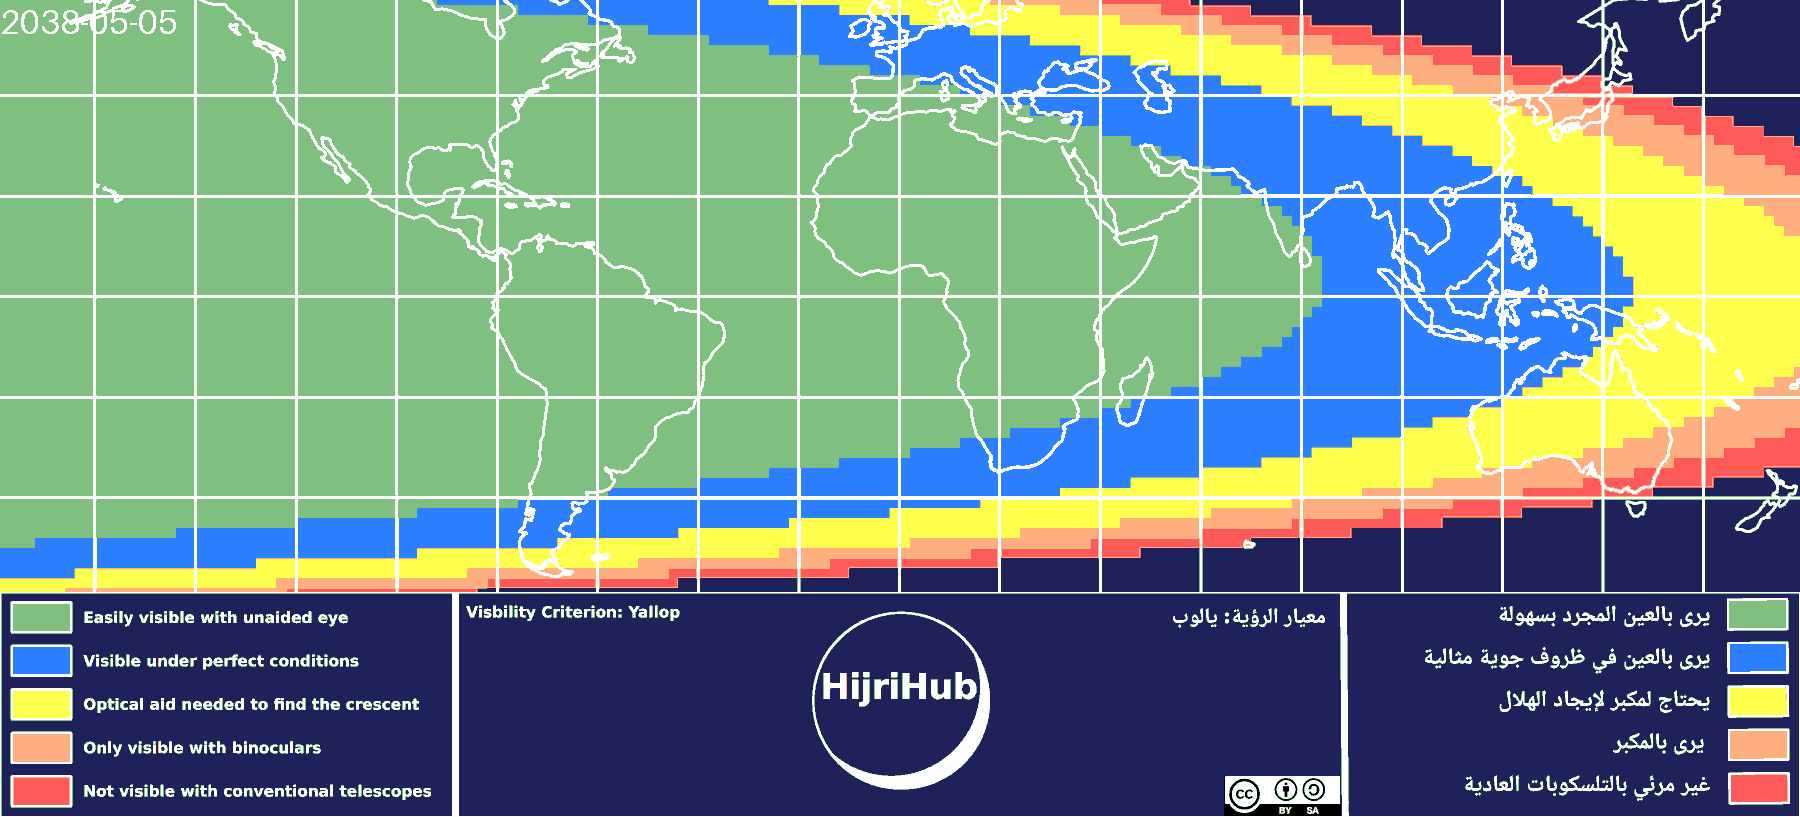 2038-05-05
Easily visible with unaided eye
Visible under perfect conditions
Optical aid needed to find the crescent
Only visible with binoculars
Not visible with conventional telescopes
Visbility Criterion: Yallop
معيار الرؤية: يالوب
HijriHub
cc
BY SA
يرى بالعين المجرد بسهولة
يرى بالعين في ظروف جوية مثالية
يحتاج لمكبر لإيجاد الهلال
يرى بالمكبر
غير مرئي بالتلسكوبات العادية